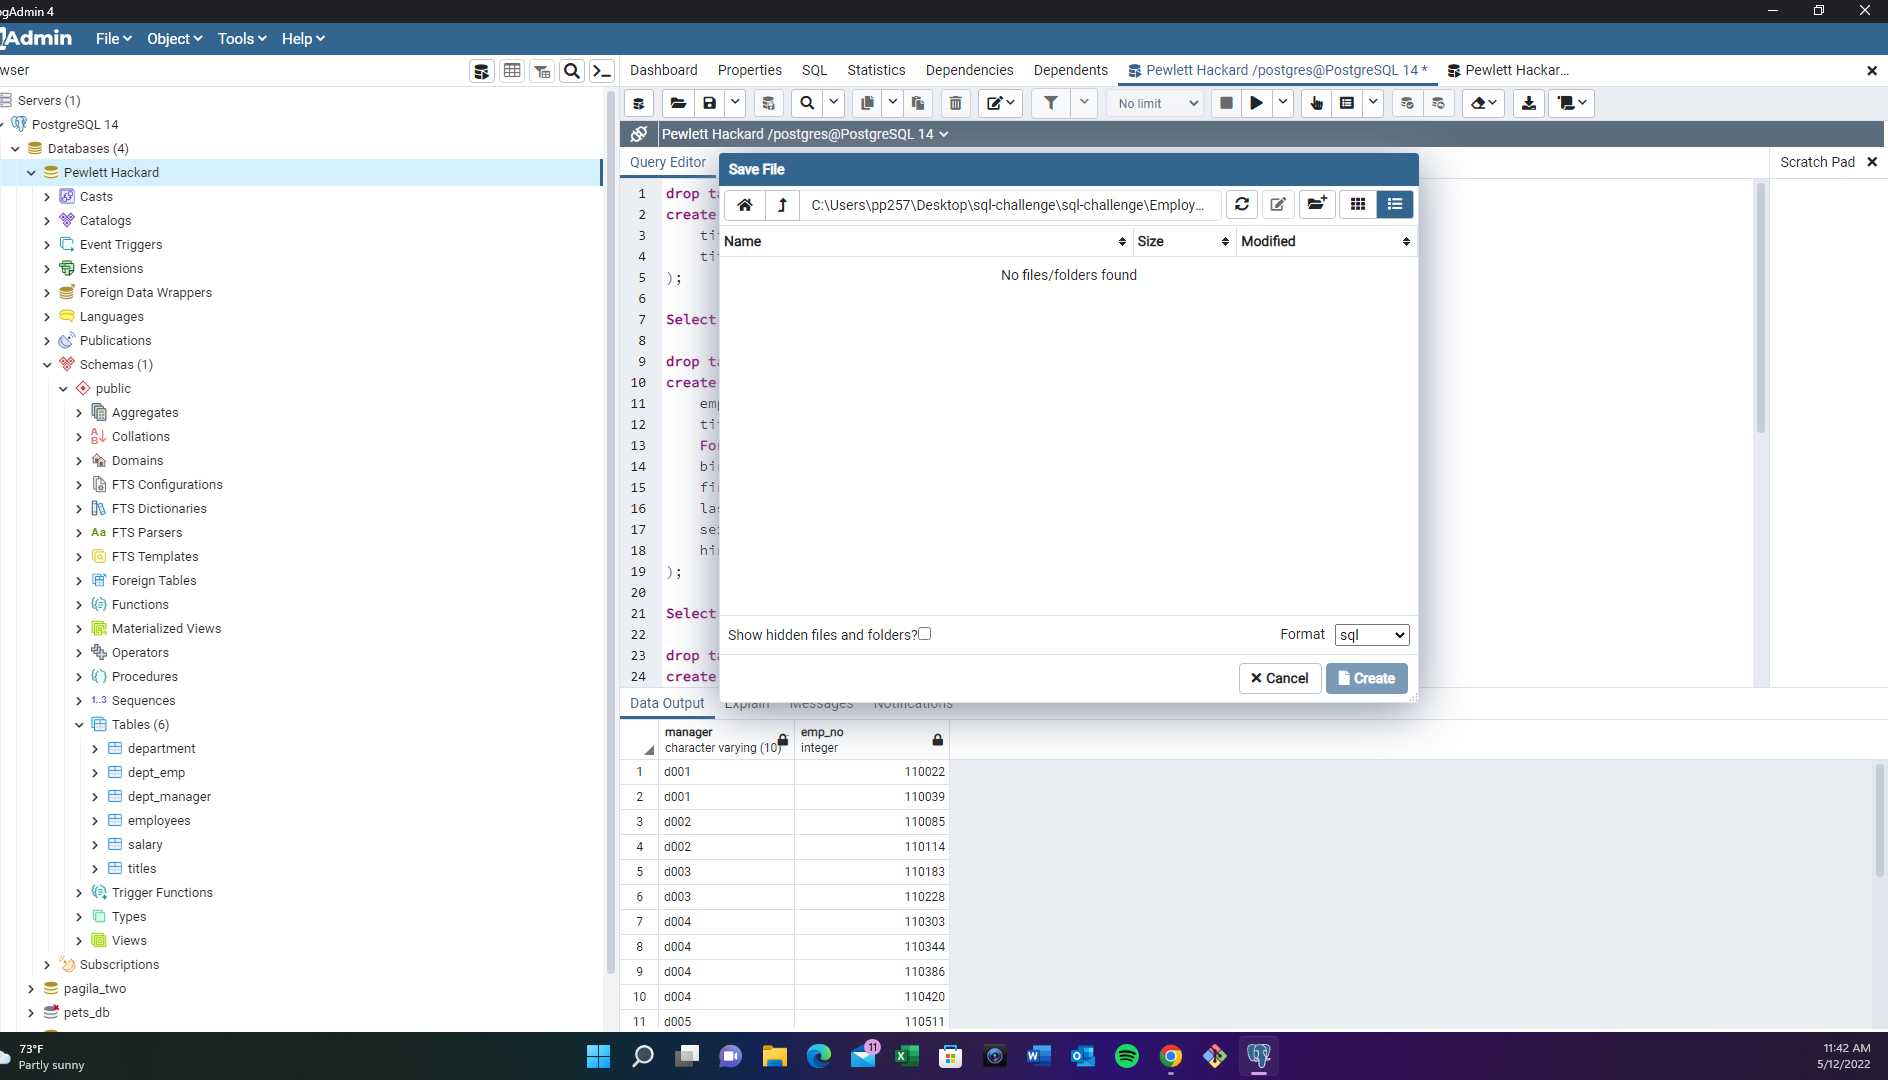 pgAdmin 4
Admin File Object Tools Help
wser
Dashboard Properties SQL Statistics Dependencies Dependents Pewlett Hackard /postgres@PostgreSQL 14 * Pewlett Hackar...
No limit
Pewlett Hackard /postgres@PostgreSQL 14
Query Editor
Scratch Pad
Servers (1)
PostgreSQL 14
Databases (4)
Pewlett Hackard
Casts
Catalogs
Event Triggers
Extensions
Foreign Data Wrappers
Languages
Publications
Schemas (1)
public
Aggregates
Collations
Domains
FTS Configurations
FTS Dictionaries
Aa FTS Parsers
FTS Templates
Foreign Tables
Functions
Materialized Views
Operators
Procedures
1..3 Sequences
Tables (6)
department
dept_emp
dept_manager
employees
salary
titles
Trigger Functions
Types
Views
Subscriptions
pagila_two
pets_db
1 drop ta
2 create
3 ti
4 ti
5 );
6
7 Select
8
9 drop ta
10 create
11 emp
12 ti
13 Fo
14 bi
15 fi
16 las
17 se
18 hi
19 );
20
21 Select
22
23 drop ta
24 create
Save File
C:\Users\pp257\Desktop\sql-challenge\sql-challenge\Employ...
Name Size Modified
No files/folders found
Show hidden files and folders?
Format sql
Cancel Create
Data Output Explain Messages Notifications
manager emp_no
character varying (10) integer
1 d001 110022
2 d001 110039
3 d002 110085
4 d002 110114
5 d003 110183
6 d003 110228
7 d004 110303
8 d004 110344
9 d004 110386
10 d004 110420
11 d005 110511
73°F
Partly sunny
11
11:42 AM
5/12/2022